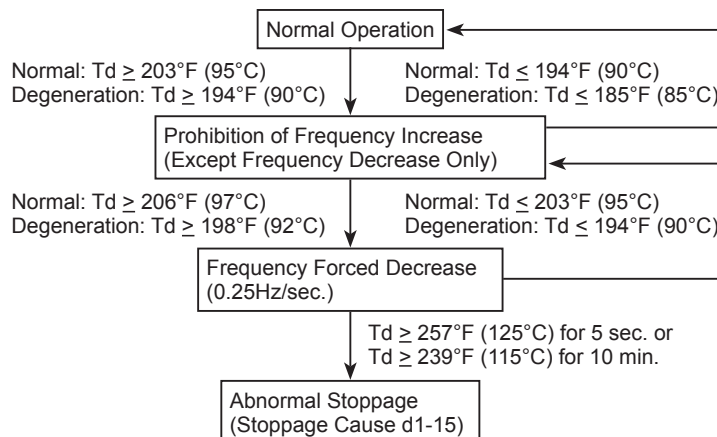 Normal Operation
Normal: Td ≥ 203°F (95°C)
Degeneration: Td ≥ 194°F (90°C)
Normal: Td ≤ 194°F (90°C)
Degeneration: Td ≤ 185°F (85°C)
Prohibition of Frequency Increase
(Except Frequency Decrease Only)
Normal: Td ≥ 206°F (97°C)
Degeneration: Td ≥ 198°F (92°C)
Normal: Td ≤ 203°F (95°C)
Degeneration: Td ≤ 194°F (90°C)
Frequency Forced Decrease
(0.25Hz/sec.)
Td ≥ 257°F (125°C) for 5 sec. or
Td ≥ 239°F (115°C) for 10 min.
Abnormal Stoppage
(Stoppage Cause d1-15)